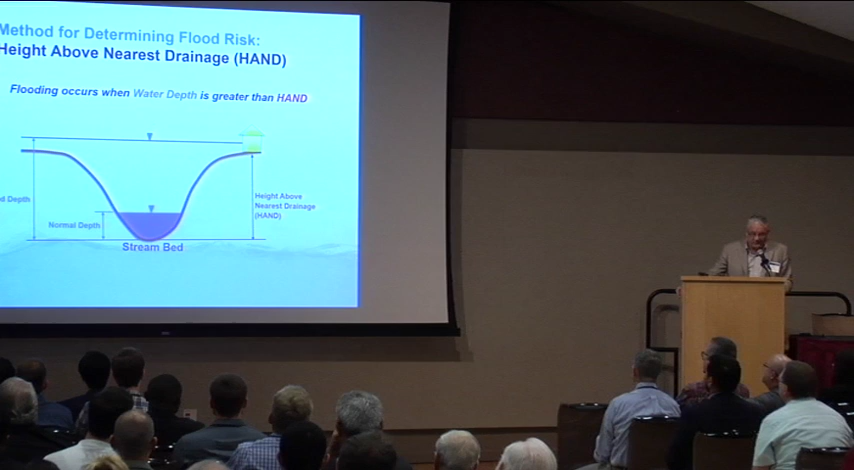 Method for Determining Flood Risk:
Height Above Nearest Drainage (HAND)
Flooding occurs when Water Depth is greater than HAND
Depth
Normal Depth
Height Above
Nearest Drainage
(HAND)
Stream Bed